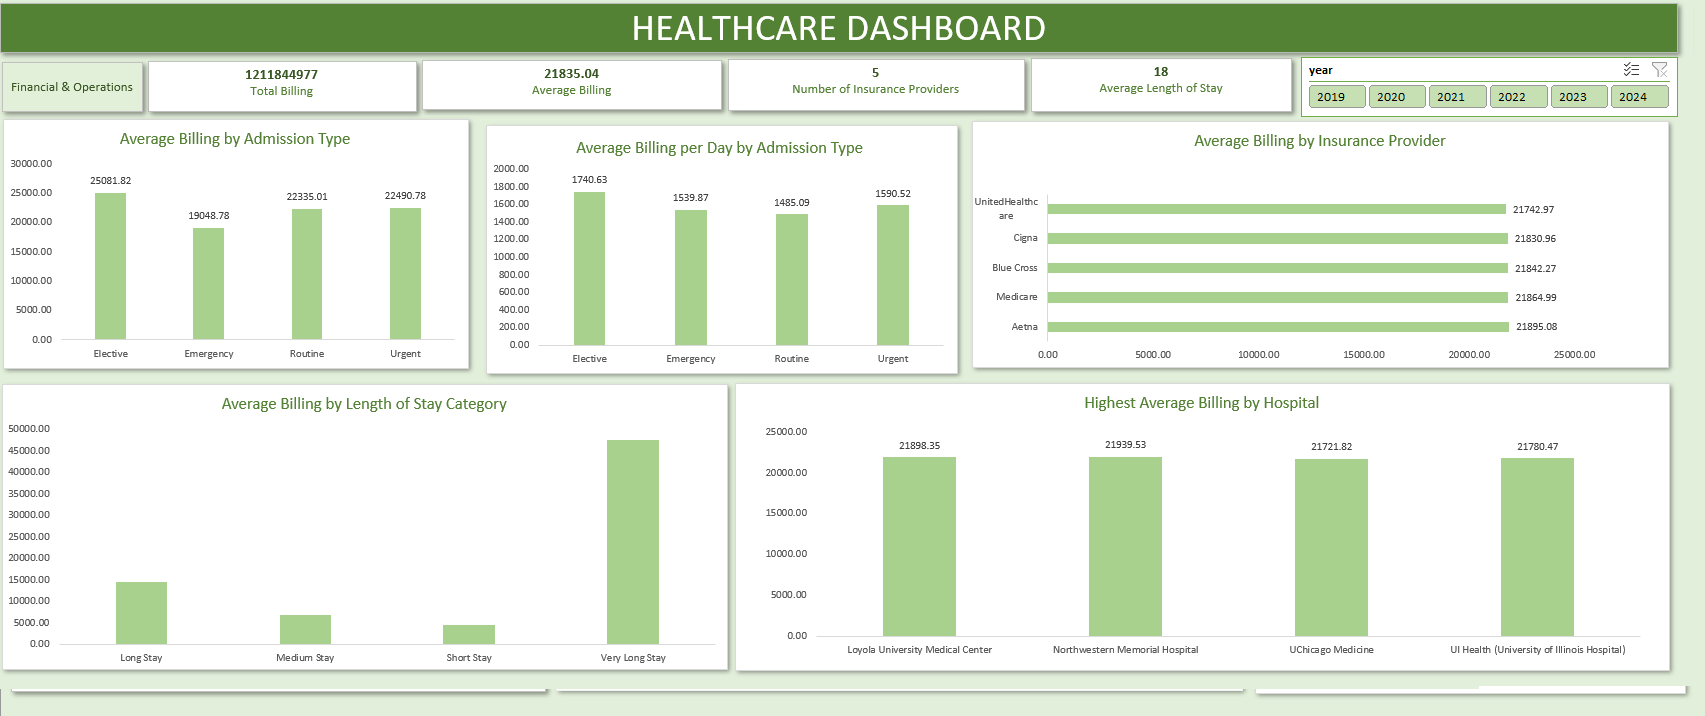 HEALTHCARE DASHBOARD
Financial & Operations
1211844977
Total Billing
21835.04
Average Billing
5
Number of Insurance Providers
18
Average Length of Stay
year
2019 2020 2021 2022 2023 2024
Average Billing by Admission Type
30000.00
25000.00
20000.00
15000.00
10000.00
5000.00
0.00
25081.82
19048.78
22335.01
22490.78
Elective Emergency Routine Urgent
Average Billing per Day by Admission Type
2000.00
1800.00
1600.00
1400.00
1200.00
1000.00
800.00
600.00
400.00
200.00
0.00
1740.63
1539.87
1485.09
1590.52
Elective Emergency Routine Urgent
Average Billing by Insurance Provider
UnitedHealthc
are
21742.97
Cigna 21830.96
Blue Cross 21842.27
Medicare 21864.99
Aetna 21895.08
0.00 5000.00 10000.00 15000.00 20000.00 25000.00
Average Billing by Length of Stay Category
50000.00
45000.00
40000.00
35000.00
30000.00
25000.00
20000.00
15000.00
10000.00
5000.00
0.00
Long Stay Medium Stay Short Stay Very Long Stay
Highest Average Billing by Hospital
25000.00
20000.00
15000.00
10000.00
5000.00
0.00
21898.35
21939.53
21721.82
21780.47
Loyola University Medical Center Northwestern Memorial Hospital UChicago Medicine UI Health (University of Illinois Hospital)